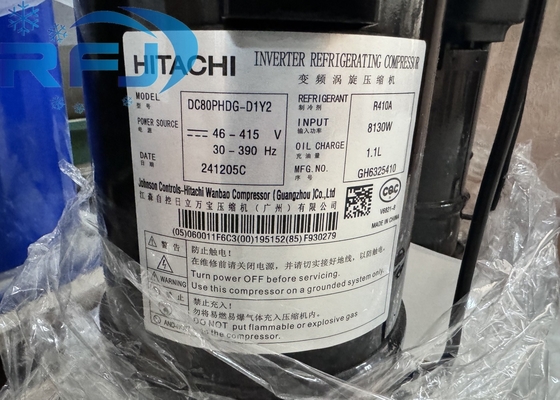 RFJ
HITACHI
INVERTER REFRIGERATING COMPRESSOR
变频涡旋压缩机
MODEL
型号
DC80PHDG-D1Y2
REFRIGERANT
制冷剂
R410A
POWER SOURCE
电源
46-415 V
30-390 Hz
INPUT
输入功率
8130W
OIL CHARGE
充油量
1.1L
DATE
日期
241205C
MFG.NO.
GH6325410
Johnson Controls-Hitachi Wanbao Compressor (Guangzhou) Co.,Ltd
江森自控日立万宝压缩机(广州)有限公司
CBC
V6821-8
MADE IN CHINA
(05)060011F6C3(00)195152(85)F930279
警告
防止触电!
在维修前请关闭电源,并请切实接好地线,以防触电.
Turn power OFF before servicing.
Use this compressor on a grounded system only.
禁止充入!
勿将易燃易爆气体充入压缩机内.
DO NOT put flammable or explosive gas